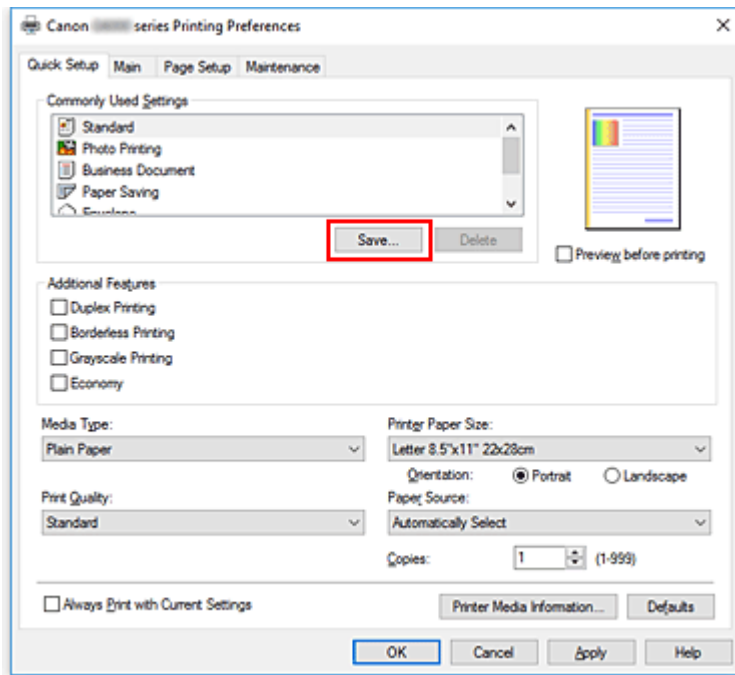 Canon series Printing Preferences
Quick Setup Main Page Setup Maintenance
Commonly Used Settings
Standard
Photo Printing
Business Document
Paper Saving
Envelope
Save... Delete
Preview before printing
Additional Features
Duplex Printing
Borderless Printing
Grayscale Printing
Economy
Media Type: Printer Paper Size:
Plain Paper Letter 8.5"x11" 22x28cm
Orientation: Portrait Landscape
Print Quality: Paper Source:
Standard Automatically Select
Copies: 1 (1-999)
Always Print with Current Settings Printer Media Information... Defaults
OK Cancel Apply Help